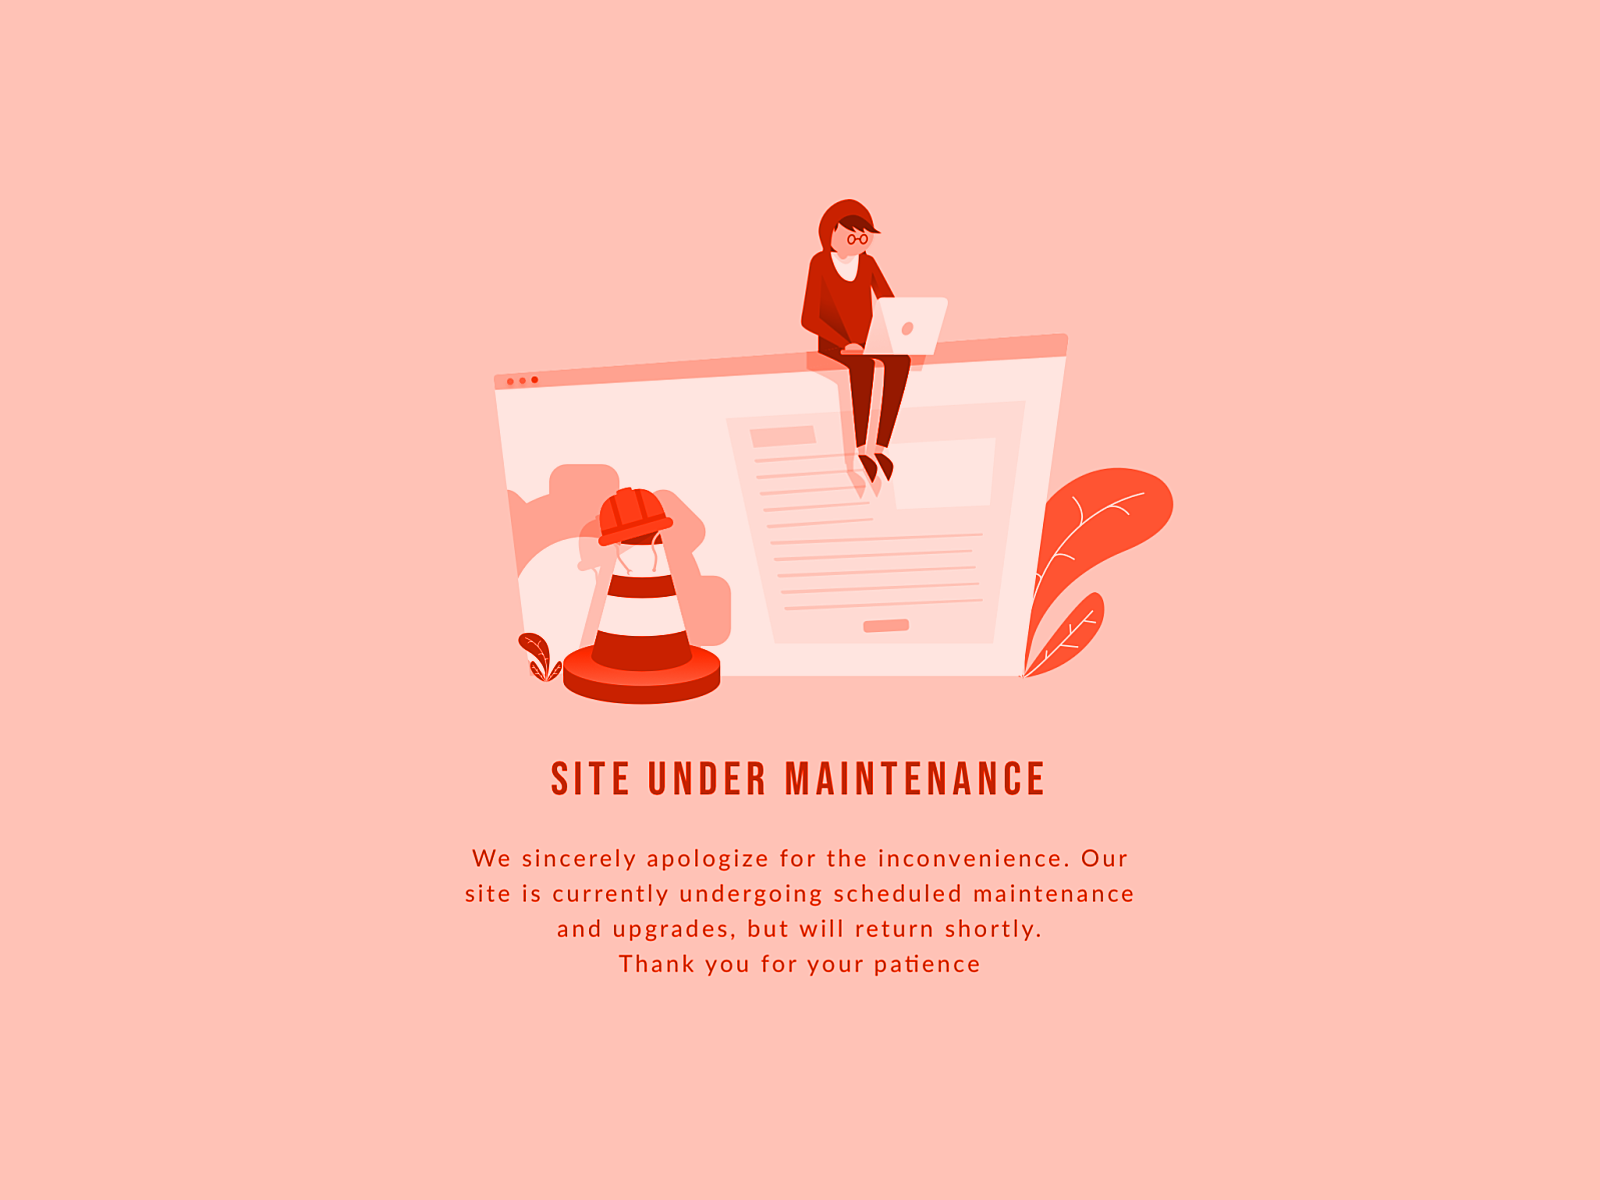 SITE UNDER MAINTENANCE
We sincerely apologize for the inconvenience. Our
site is currently undergoing scheduled maintenance
and upgrades, but will return shortly.
Thank you for your patience